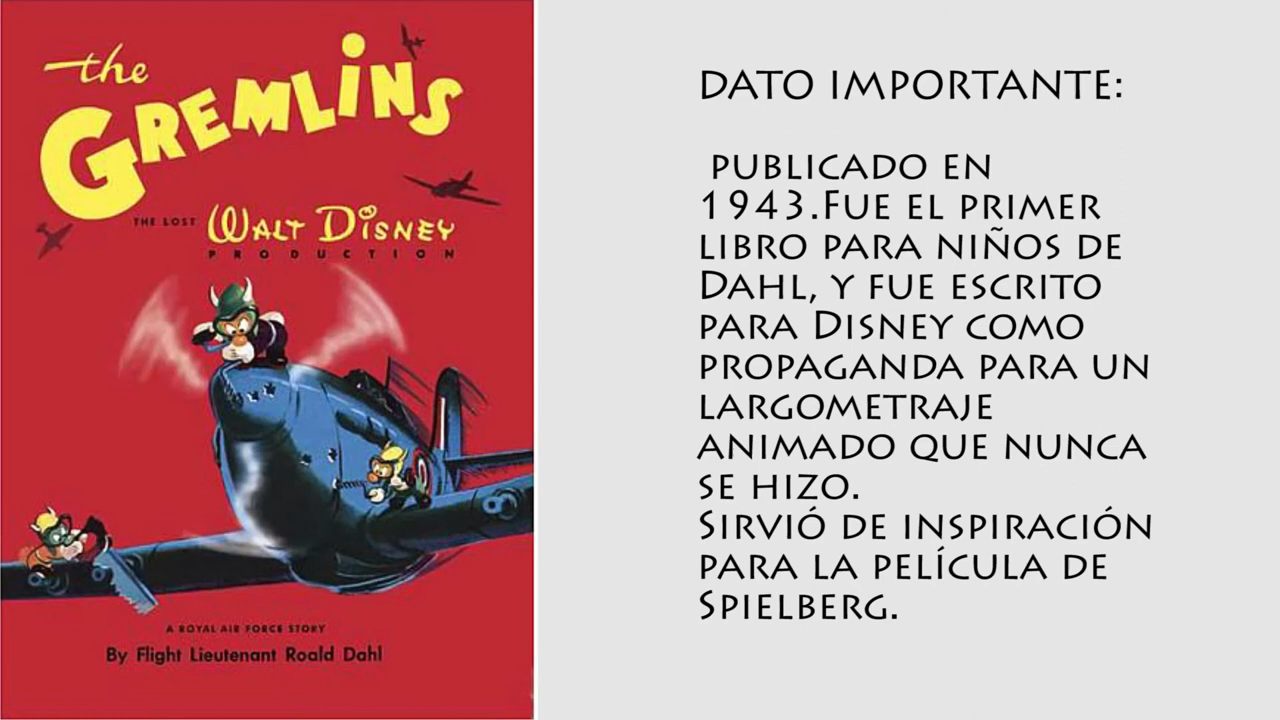 the
GREMLiNS
THE LOST WALT DiSNEY
PRODUCTION
A ROYAL AIR FORCE STORY
By Flight Lieutenant Roald Dahl
DATO IMPORTANTE:
PUBLICADO EN
1943.FUE EL PRIMER
LIBRO PARA NIÑOS DE
DAHL, Y FUE ESCRITO
PARA DISNEY COMO
PROPAGANDA PARA UN
LARGOMETRAJE
ANIMADO QUE NUNCA
SE HIZO.
SIRVIÓ DE INSPIRACIÓN
PARA LA PELÍCULA DE
SPIELBERG.